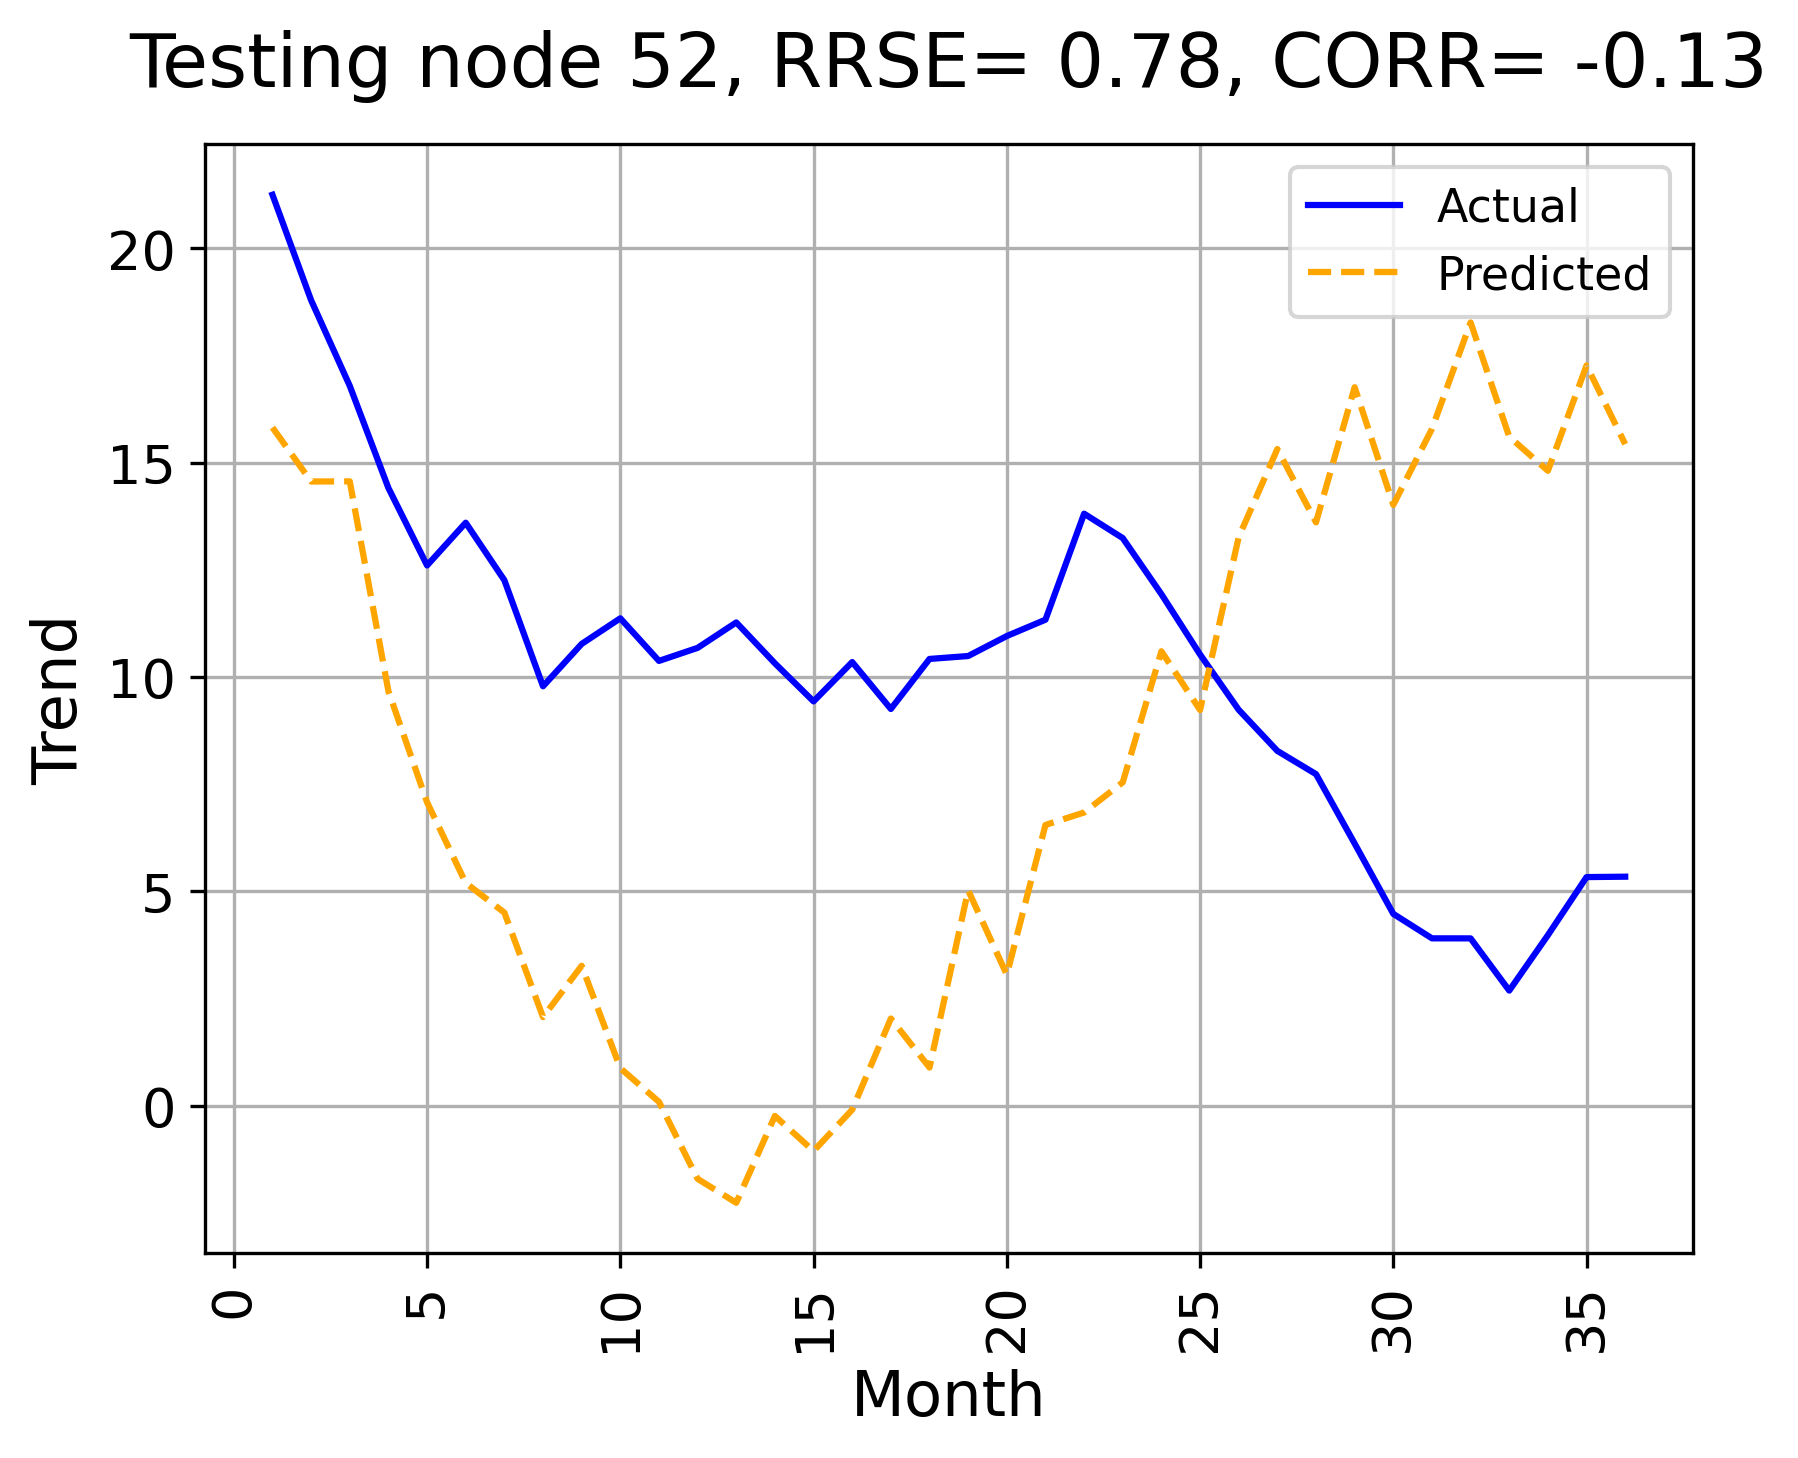 Testing node 52, RRSE= 0.78, CORR= -0.13
Actual
Predicted
Trend
20
15
10
5
0
0
5
10
15
20
25
30
35
Month